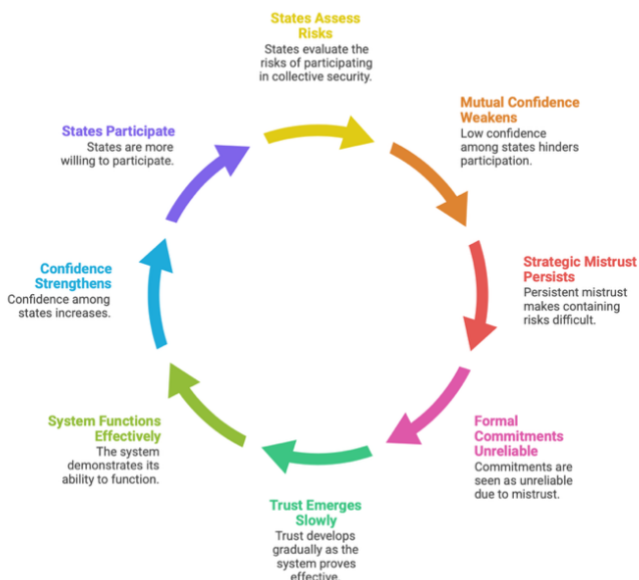 States Assess
Risks
States evaluate the
risks of participating
in collective security.
Mutual Confidence
Weakens
Low confidence
among states hinders
participation.
Strategic Mistrust
Persists
Persistent mistrust
makes containing
risks difficult.
Formal
Commitments
Unreliable
Commitments are
seen as unreliable
due to mistrust.
Trust Emerges
Slowly
Trust develops
gradually as the
system proves
effective.
System Functions
Effectively
The system
demonstrates its
ability to function.
Confidence
Strengthens
Confidence among
states increases.
States Participate
States are more
willing to participate.